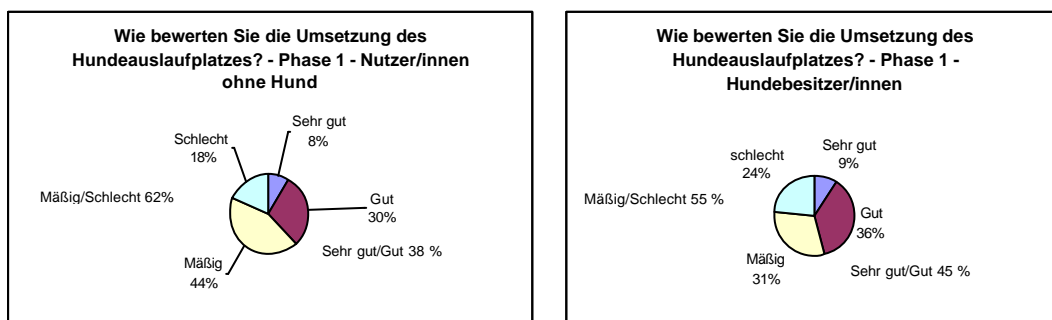 Wie bewerten Sie die Umsetzung des
Hundeauslaufplatzes? - Phase 1 - Nutzer/innen
ohne Hund
Sehr gut
8%
Schlecht
18%
Mäßig/Schlecht 62%
Gut
30%
Sehr gut/Gut 38 %
Mäßig
44%
Wie bewerten Sie die Umsetzung des
Hundeauslaufplatzes? - Phase 1 -
Hundebesitzer/innen
Sehr gut
9%
schlecht
24%
Mäßig/Schlecht 55 %
Gut
36%
Mäßig
31%
Sehr gut/Gut 45 %